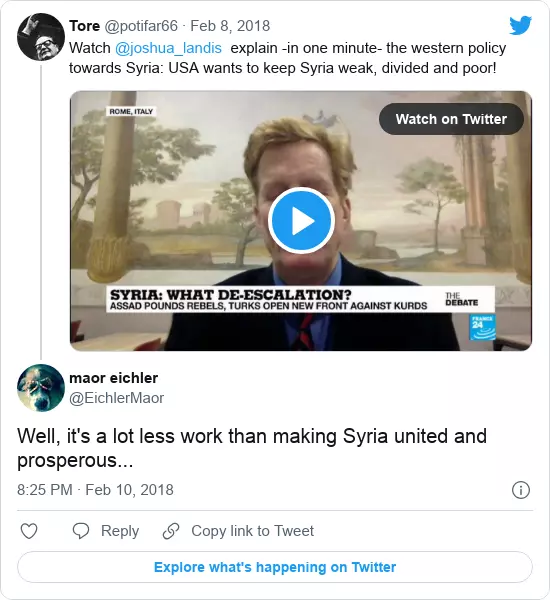 Tore @potifar66 · Feb 8, 2018
Watch @joshua_landis explain -in one minute- the western policy
towards Syria: USA wants to keep Syria weak, divided and poor!
ROME, ITALY
Watch on Twitter
SYRIA: WHAT DE-ESCALATION?
ASSAD POUNDS REBELS, TURKS OPEN NEW FRONT AGAINST KURDS
THE
DEBATE
FRANCE
24
maor eichler
@EichlerMaor
Well, it's a lot less work than making Syria united and
prosperous...
8:25 PM · Feb 10, 2018
Reply
Copy link to Tweet
Explore what's happening on Twitter